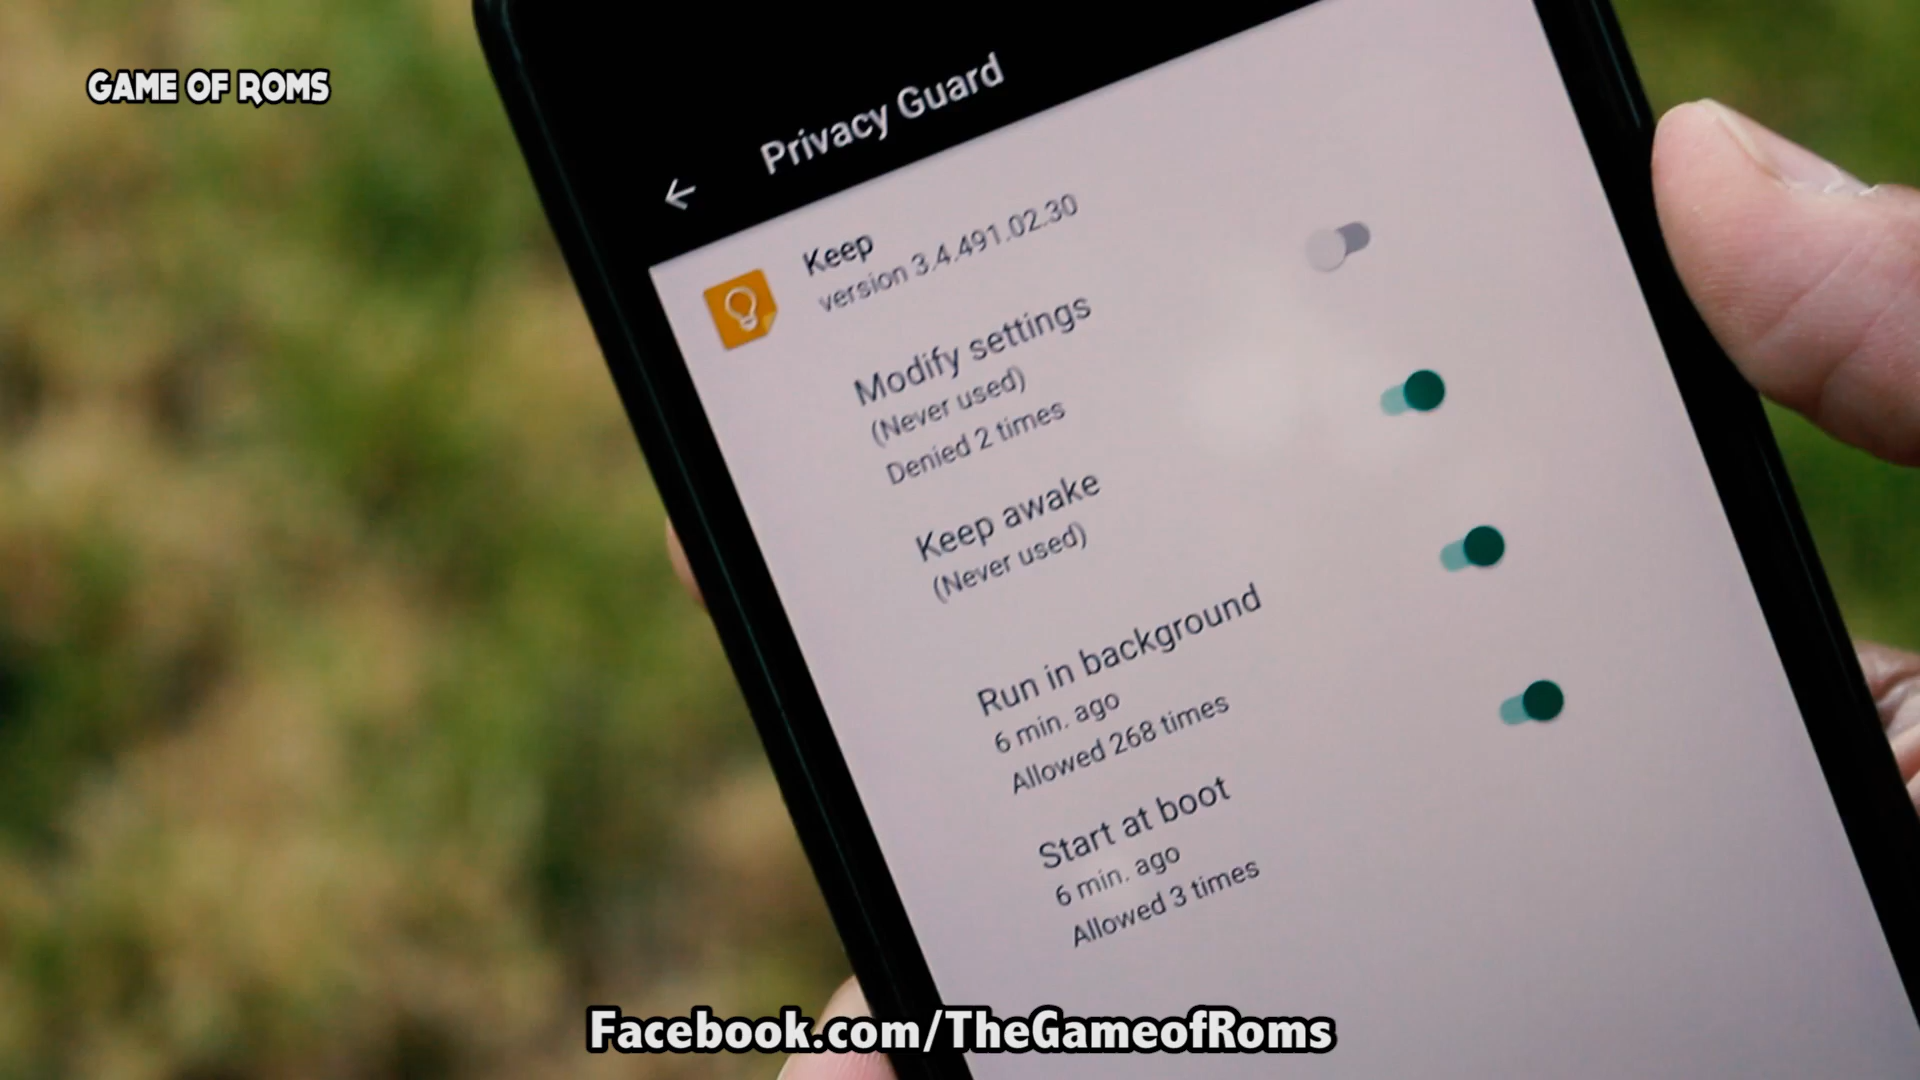 GAME OF ROMS
Privacy Guard
Keep
version 3.4.491.02.30
Modify settings
(Never used)
Denied 2 times
Keep awake
(Never used)
Run in background
6 min. ago
Allowed 268 times
Start at boot
6 min. ago
Allowed 3 times
Facebook.com/TheGameofRoms